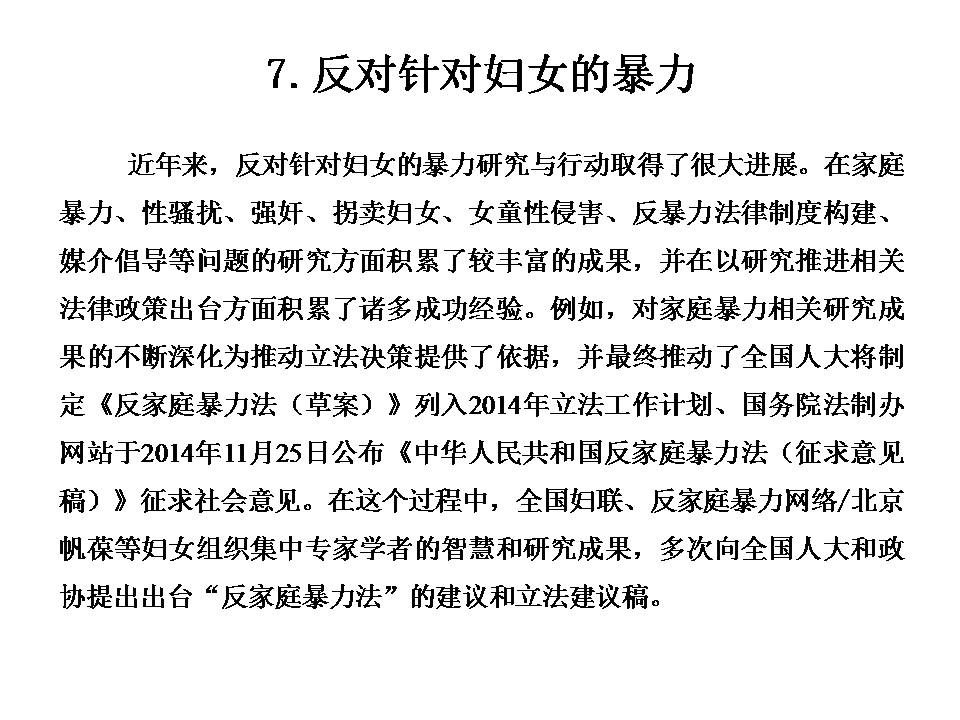 7.反对针对妇女的暴力
近年来，反对针对妇女的暴力研究与行动取得了很大进展。在家庭
暴力、性骚扰、强奸、拐卖妇女、女童性侵害、反暴力法律制度构建、
媒介倡导等问题的研究方面积累了较丰富的成果，并在以研究推进相关
法律政策出台方面积累了诸多成功经验。例如，对家庭暴力相关研究成
果的不断深化为推动立法决策提供了依据，并最终推动了全国人大将制
定《反家庭暴力法（草案）》列入2014年立法工作计划、国务院法制办
网站于2014年11月25日公布《中华人民共和国反家庭暴力法（征求意见
稿）》征求社会意见。在这个过程中，全国妇联、反家庭暴力网络/北京
帆葆等妇女组织集中专家学者的智慧和研究成果，多次向全国人大和政
协提出出台“反家庭暴力法”的建议和立法建议稿。